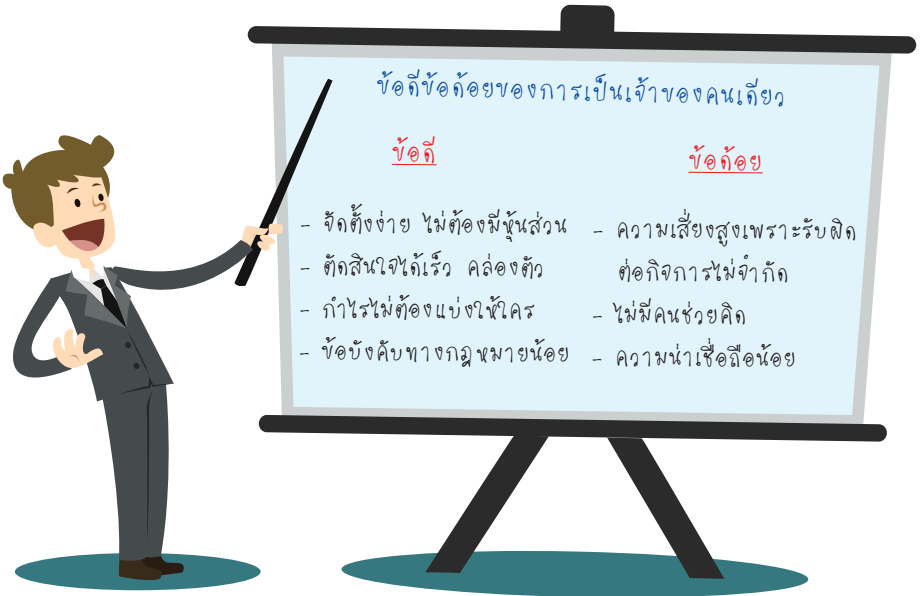 ข้อดีข้อด้อยของการเป็นเจ้าของคนเดียว
ข้อดี
- จัดตั้งง่าย ไม่ต้องมีหุ้นส่วน
- ตัดสินใจได้เร็ว คล่องตัว
- กำไรไม่ต้องแบ่งให้ใคร
- ข้อบังคับทางกฎหมายน้อย
ข้อด้อย
- ความเสี่ยงสูงเพราะรับผิด
ต่อกิจการไม่จำกัด
- ไม่มีคนช่วยคิด
- ความน่าเชื่อถือน้อย